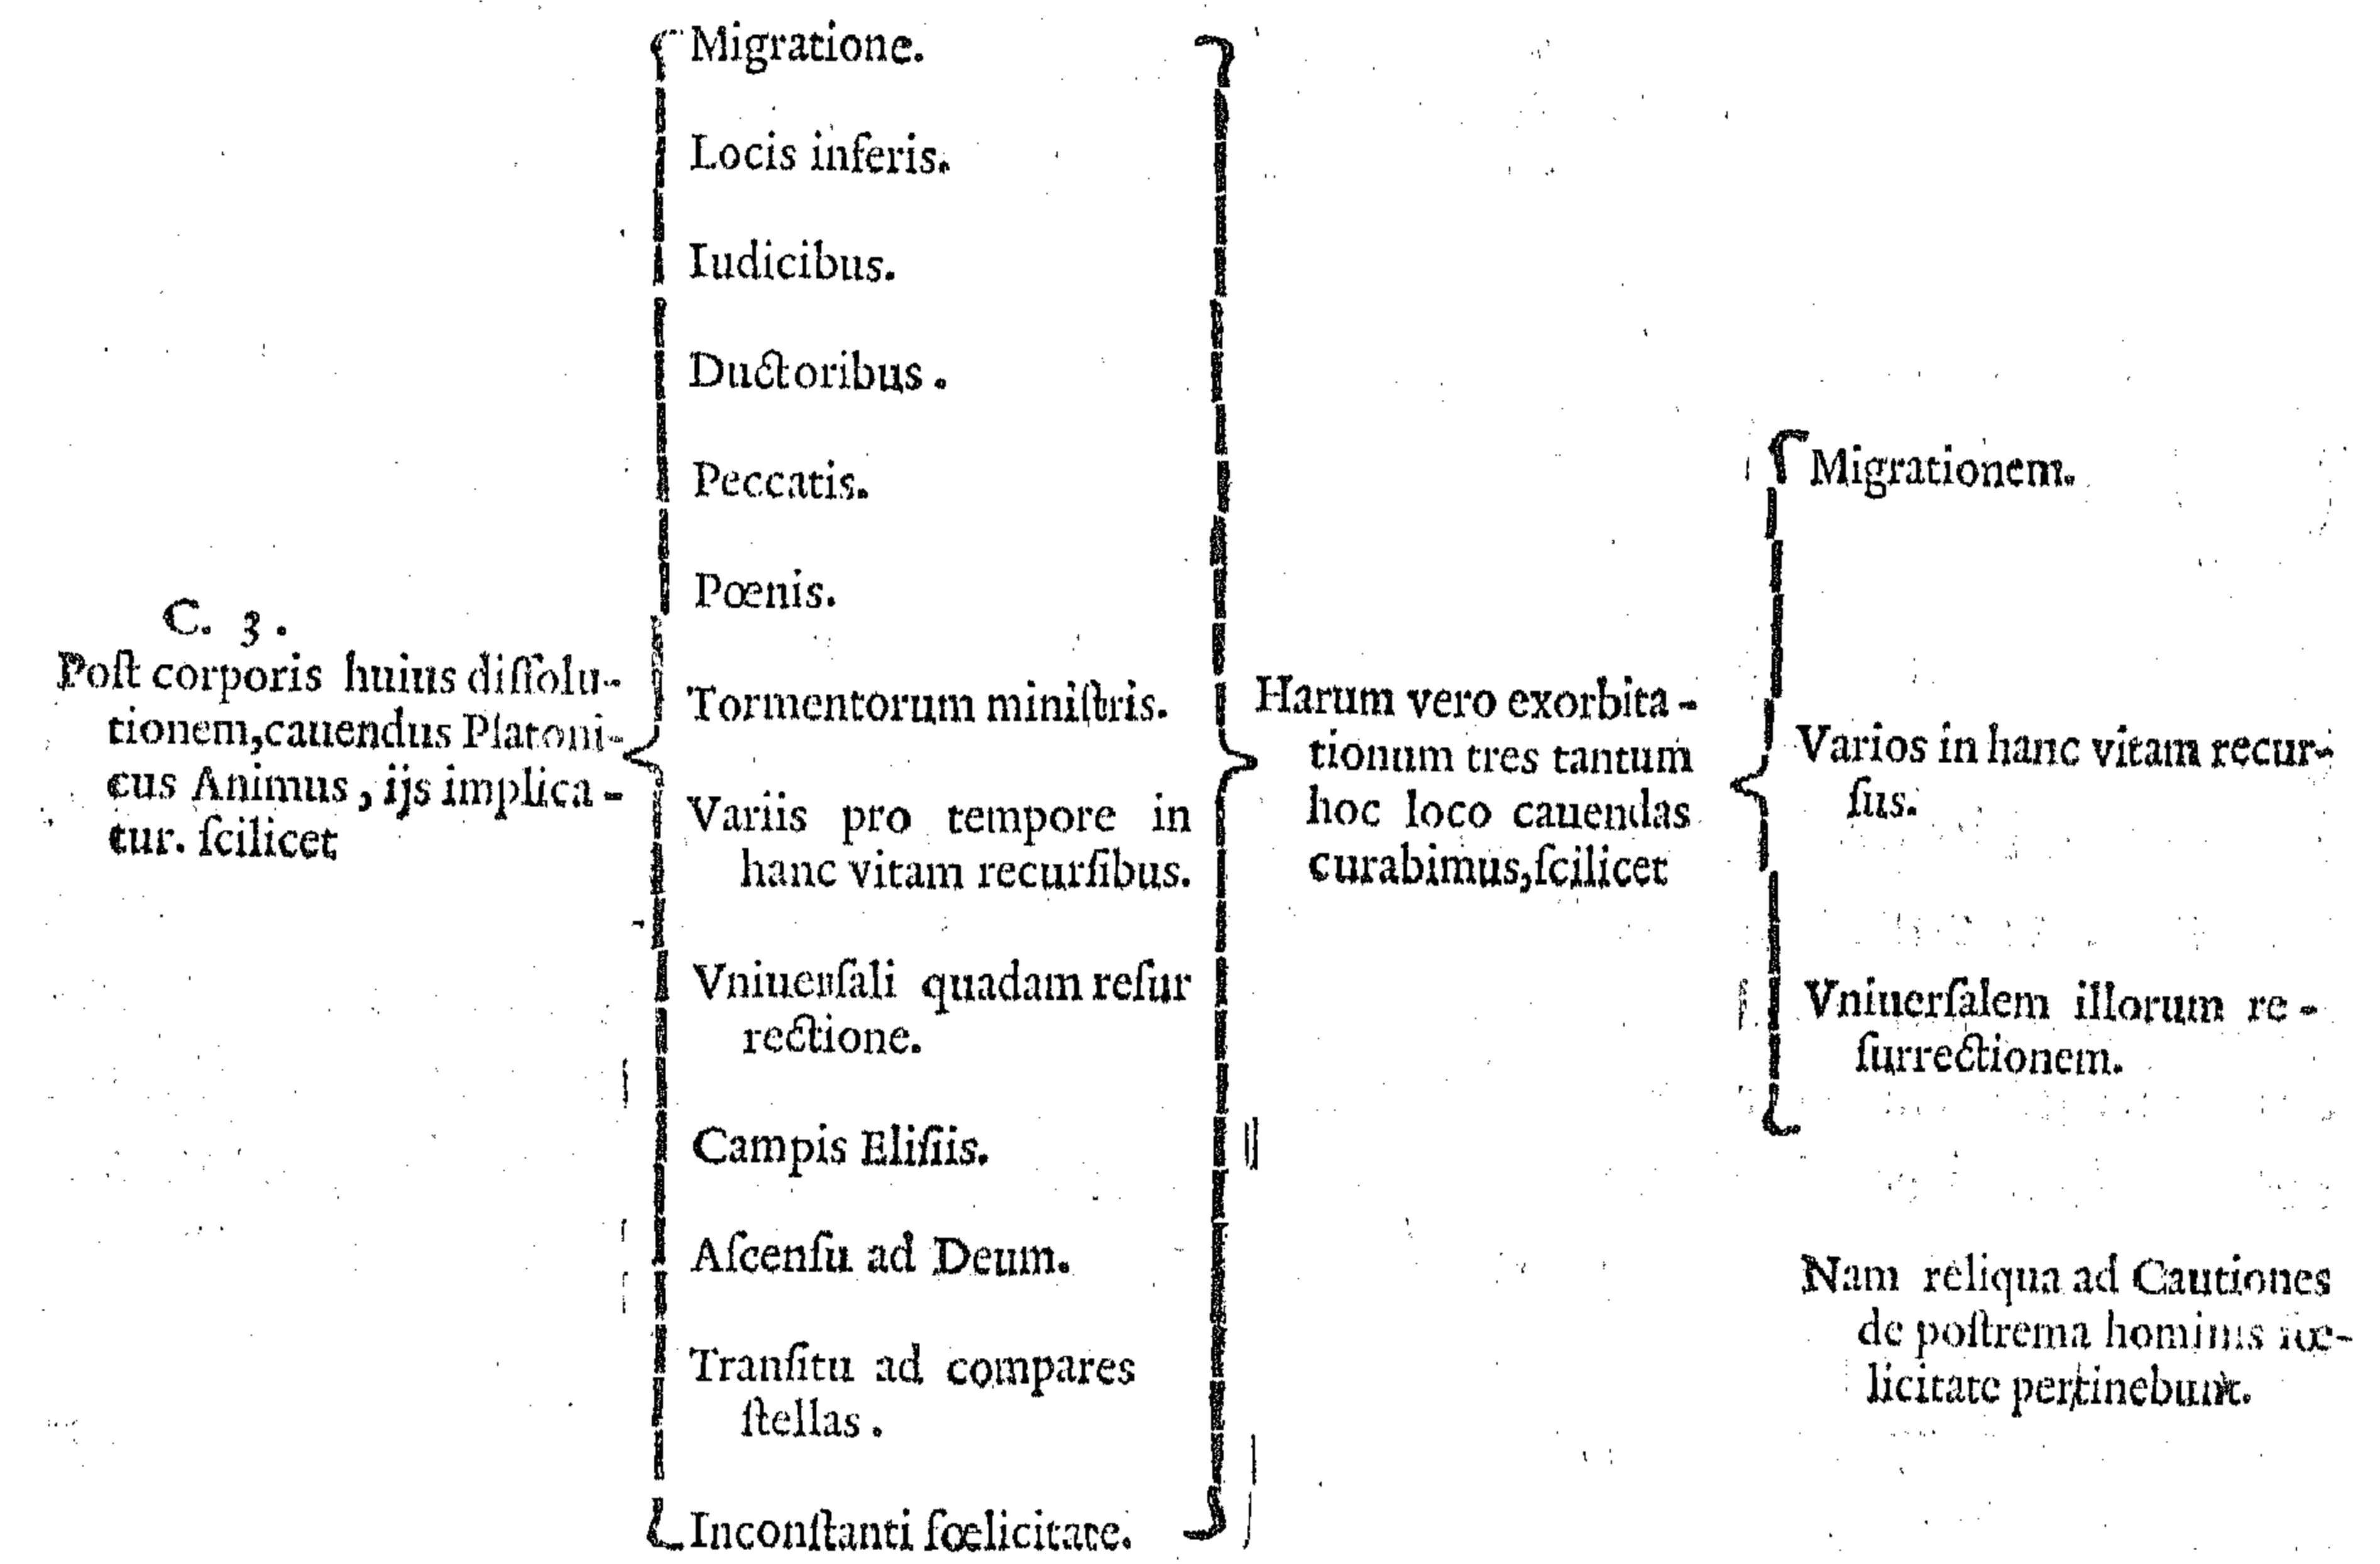 C. 3.
Poſt corporis huius diſſolu-
tionem, cauendus Platoni-
cus Animus, ijs implica-
tur. ſcilicet
Migratione.
Locis inferis.
Iudicibus.
Ductoribus.
Peccatis.
Pœnis.
Tormentorum miniſtris.
Variis pro tempore in
hanc vitam recurſibus.
Vniuerſali quadam reſur
rectione.
Campis Eliſiis.
Aſcenſu ad Deum.
Tranſitu ad compares
ſtellas.
Inconſtanti fœlicitate.
Harum vero exorbita-
tionum tres tantum
hoc loco cauendas
curabimus, ſcilicet
Migrationem.
Varios in hanc vitam recur-
ſus.
Vniuerſalem illorum re-
ſurrectionem.
Nam reliqua ad Cautiones
de poſtrema hominis fœ-
licitate pertinebunt.